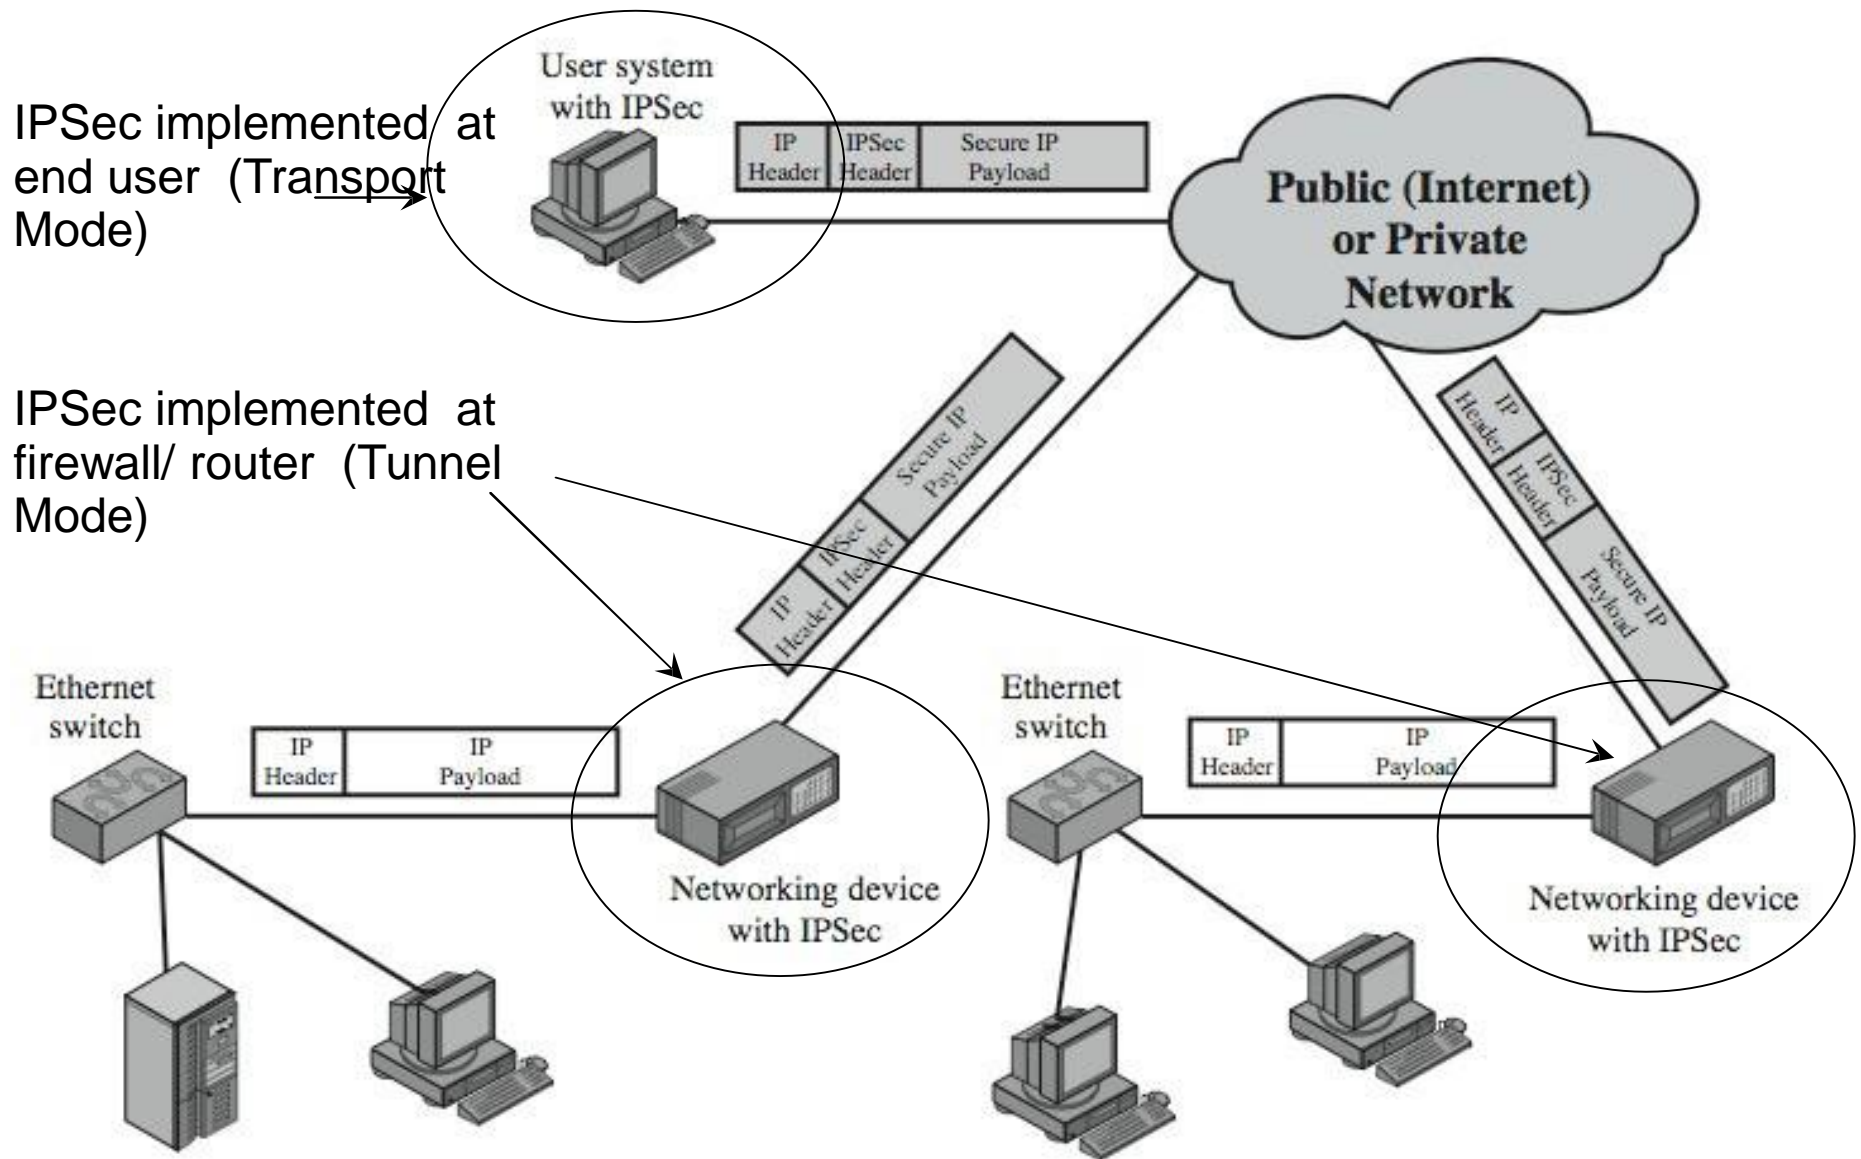 IPSec implemented at
end user (Transport
Mode)
User system
with IPSec
IP
Header
IPSec
Header
Secure IP
Payload
Public (Internet)
or Private
Network
IPSec implemented at
firewall/ router (Tunnel
Mode)
IP
Header
IPSec
Header
Secure IP
Payload
IP
Header
IPSec
Header
Secure IP
Payload
Ethernet
switch
IP
Header
IP
Payload
Networking device
with IPSec
Ethernet
switch
IP
Header
IP
Payload
Networking device
with IPSec